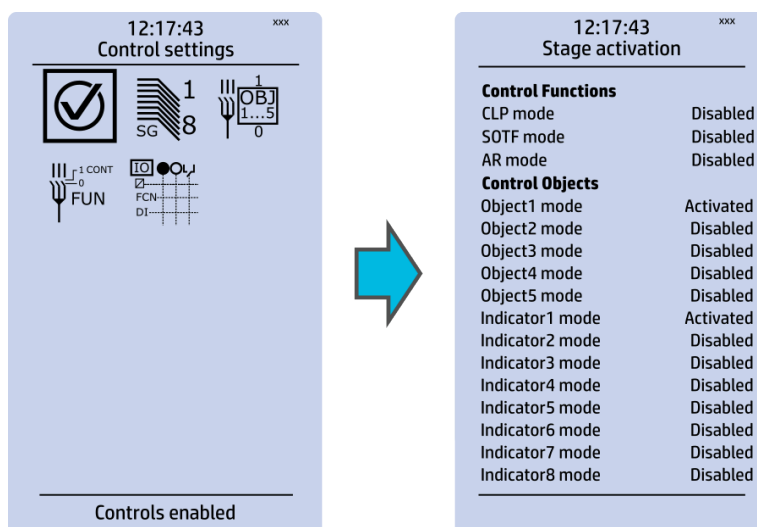 12:17:43 xxx
Control settings
1
SG 8
1
OBJ
1...5
0
1 CONT
0
FUN
IO
FCN
DI
Controls enabled
12:17:43 xxx
Stage activation
Control Functions
CLP mode Disabled
SOTF mode Disabled
AR mode Disabled
Control Objects
Object1 mode Activated
Object2 mode Disabled
Object3 mode Disabled
Object4 mode Disabled
Object5 mode Disabled
Indicator1 mode Activated
Indicator2 mode Disabled
Indicator3 mode Disabled
Indicator4 mode Disabled
Indicator5 mode Disabled
Indicator6 mode Disabled
Indicator7 mode Disabled
Indicator8 mode Disabled